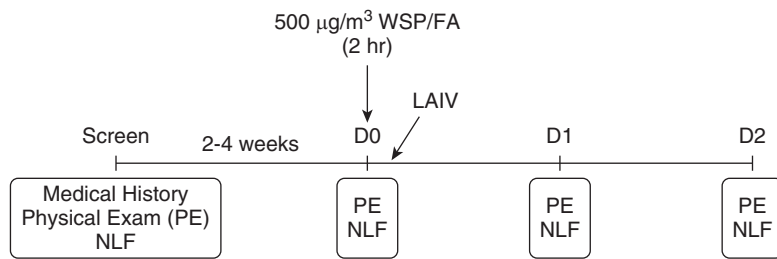 500 μg/m³ WSP/FA
(2 hr)
LAIV
Screen
2-4 weeks
D0
D1
D2
Medical History
Physical Exam (PE)
NLF
PE
NLF
PE
NLF
PE
NLF